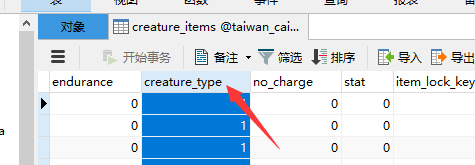 对象 creature_items @taiwan_cai...
开始事务 备注 筛选 排序 导入 导出
endurance creature_type no_charge stat item_lock_key
0 1 0 0
0 1 0 0
0 1 0 0